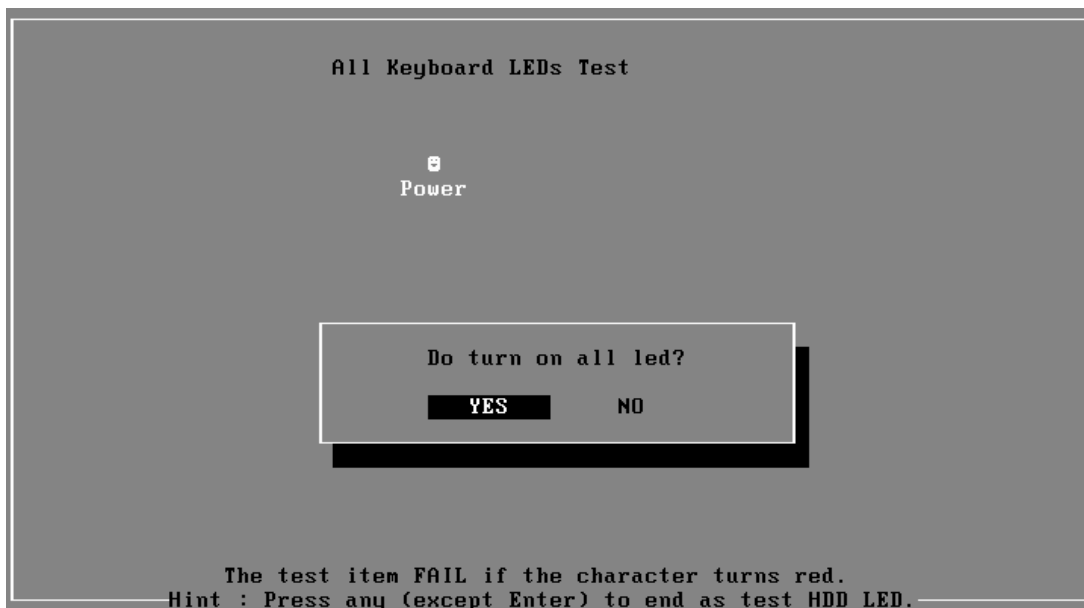 All Keyboard LEDs Test
Power
Do turn on all led?
YES NO
The test item FAIL if the character turns red.
Hint : Press any (except Enter) to end as test HDD LED.